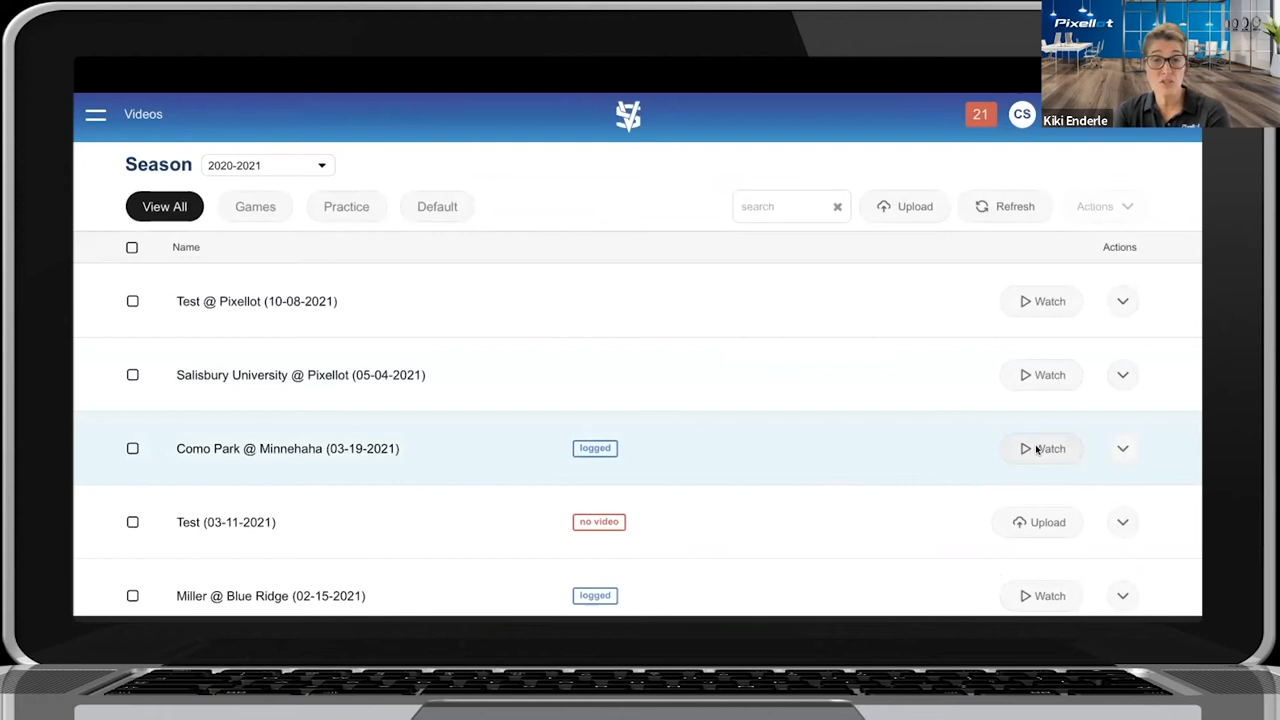 Pixellot
Videos
21
CS
Kiki Enderle
Season
2020-2021
View All
Games
Practice
Default
search
Upload
Refresh
Actions
Name
Actions
Test @ Pixellot (10-08-2021)
Watch
Salisbury University @ Pixellot (05-04-2021)
Watch
Como Park @ Minnehaha (03-19-2021)
logged
Watch
Test (03-11-2021)
no video
Upload
Miller @ Blue Ridge (02-15-2021)
logged
Watch